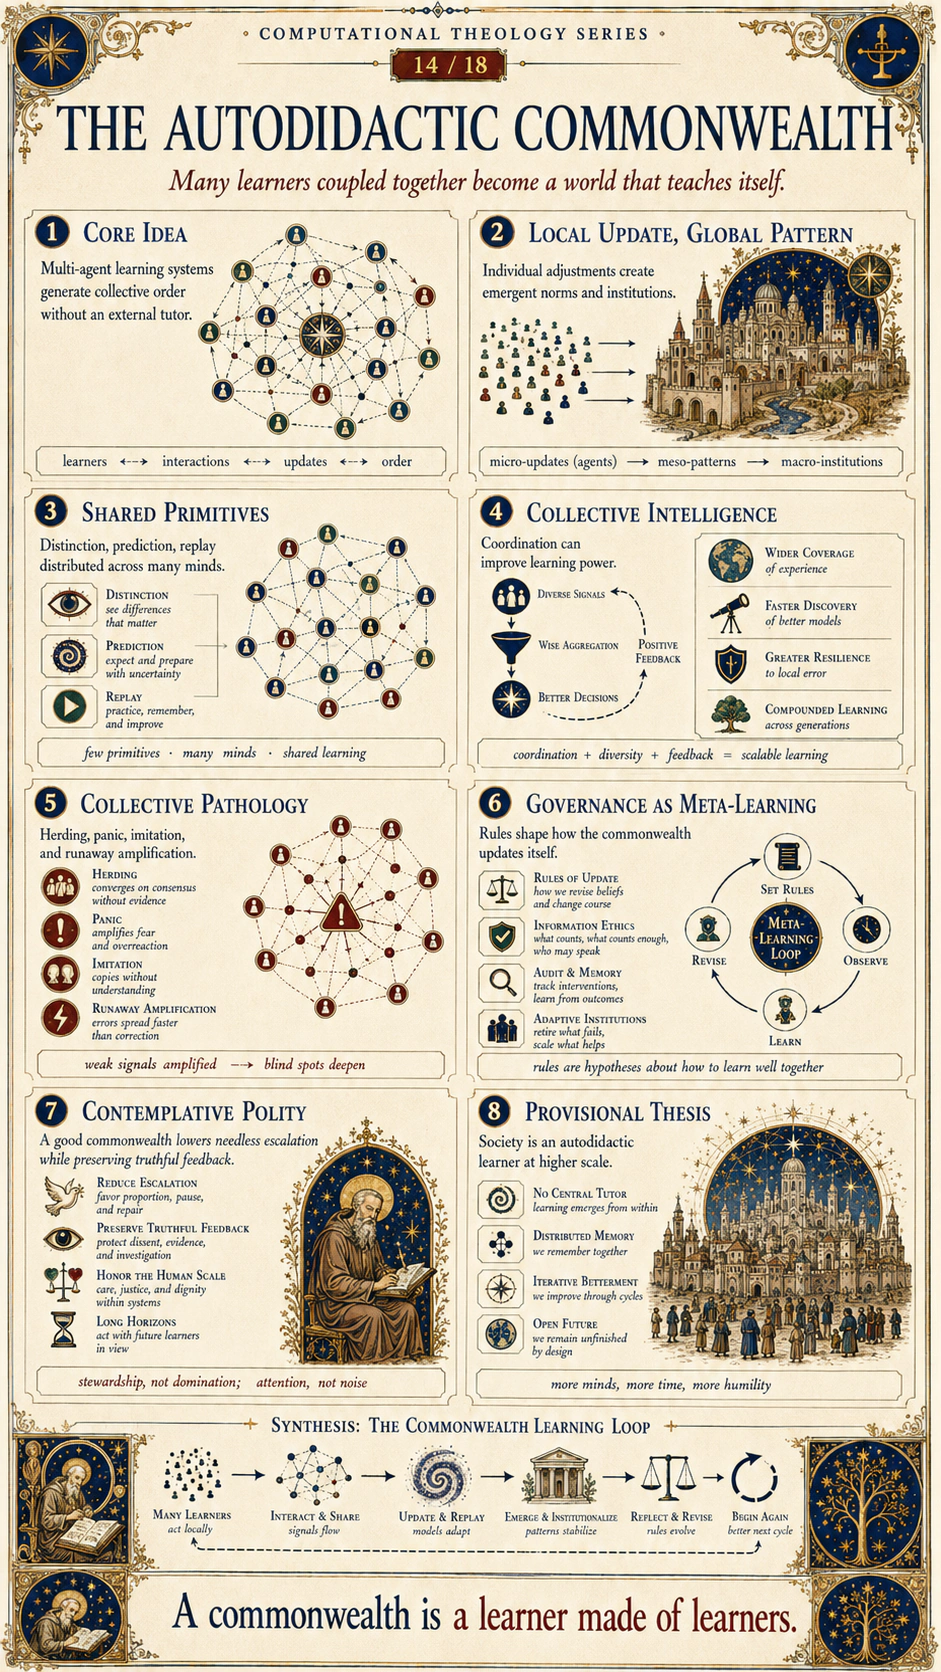 COMPUTATIONAL THEOLOGY SERIES
14 / 18
THE AUTODIDACTIC COMMONWEALTH
Many learners coupled together become a world that teaches itself.
1 CORE IDEA
Multi-agent learning systems
generate collective order
without an external tutor.
learners ←--→ interactions ←--→ updates ←--→ order
2 LOCAL UPDATE, GLOBAL PATTERN
Individual adjustments create
emergent norms and institutions.
micro-updates (agents) → meso-patterns → macro-institutions
3 SHARED PRIMITIVES
Distinction, prediction, replay
distributed across many minds.
DISTINCTION
see differences
that matter
PREDICTION
expect and prepare
with uncertainty
REPLAY
practice, remember,
and improve
few primitives · many minds · shared learning
4 COLLECTIVE INTELLIGENCE
Coordination can
improve learning power.
DIVERSE SIGNALS
WISE AGGREGATION
BETTER DECISIONS
POSITIVE
FEEDBACK
WIDER COVERAGE
of experience
FASTER DISCOVERY
of better models
GREATER RESILIENCE
to local error
COMPOUNDED LEARNING
across generations
coordination + diversity + feedback = scalable learning
5 COLLECTIVE PATHOLOGY
Herding, panic, imitation,
and runaway amplification.
HERDING
converges on consensus
without evidence
!
PANIC
amplifies fear
and overreaction
IMITATION
copies without
understanding
RUNAWAY AMPLIFICATION
errors spread faster
than correction
!
weak signals amplified --→ blind spots deepen
6 GOVERNANCE AS META-LEARNING
Rules shape how the commonwealth
updates itself.
RULES OF UPDATE
how we revise beliefs
and change course
INFORMATION ETHICS
what counts, what counts enough,
who may speak
AUDIT & MEMORY
track interventions,
learn from outcomes
ADAPTIVE INSTITUTIONS
retire what fails,
scale what helps
SET RULES
META-
LEARNING
LOOP
REVISE
OBSERVE
LEARN
rules are hypotheses about how to learn well together
7 CONTEMPLATIVE POLITY
A good commonwealth lowers needless escalation
while preserving truthful feedback.
REDUCE ESCALATION
favor proportion, pause,
and repair
PRESERVE TRUTHFUL FEEDBACK
protect dissent, evidence,
and investigation
HONOR THE HUMAN SCALE
care, justice, and dignity
within systems
LONG HORIZONS
act with future learners
in view
stewardship, not domination; attention, not noise
8 PROVISIONAL THESIS
Society is an autodidactic
learner at higher scale.
NO CENTRAL TUTOR
learning emerges from within
DISTRIBUTED MEMORY
we remember together
ITERATIVE BETTERMENT
we improve through cycles
OPEN FUTURE
we remain unfinished
by design
more minds, more time, more humility
SYNTHESIS: THE COMMONWEALTH LEARNING LOOP
MANY LEARNERS
act locally
INTERACT & SHARE
signals flow
UPDATE & REPLAY
models adapt
EMERGE & INSTITUTIONALIZE
patterns stabilize
REFLECT & REVISE
rules evolve
BEGIN AGAIN
better next cycle
A commonwealth is a learner made of learners.